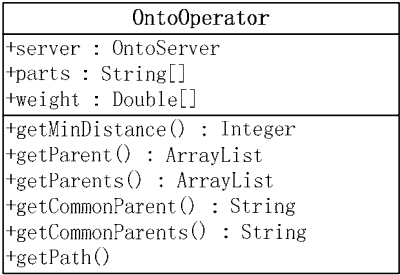 OntoOperator
+server : OntoServer
+parts : String[]
+weight : Double[]
+getMinDistance() : Integer
+getParent() : ArrayList
+getParents() : ArrayList
+getCommonParent() : String
+getCommonParents() : String
+getPath()